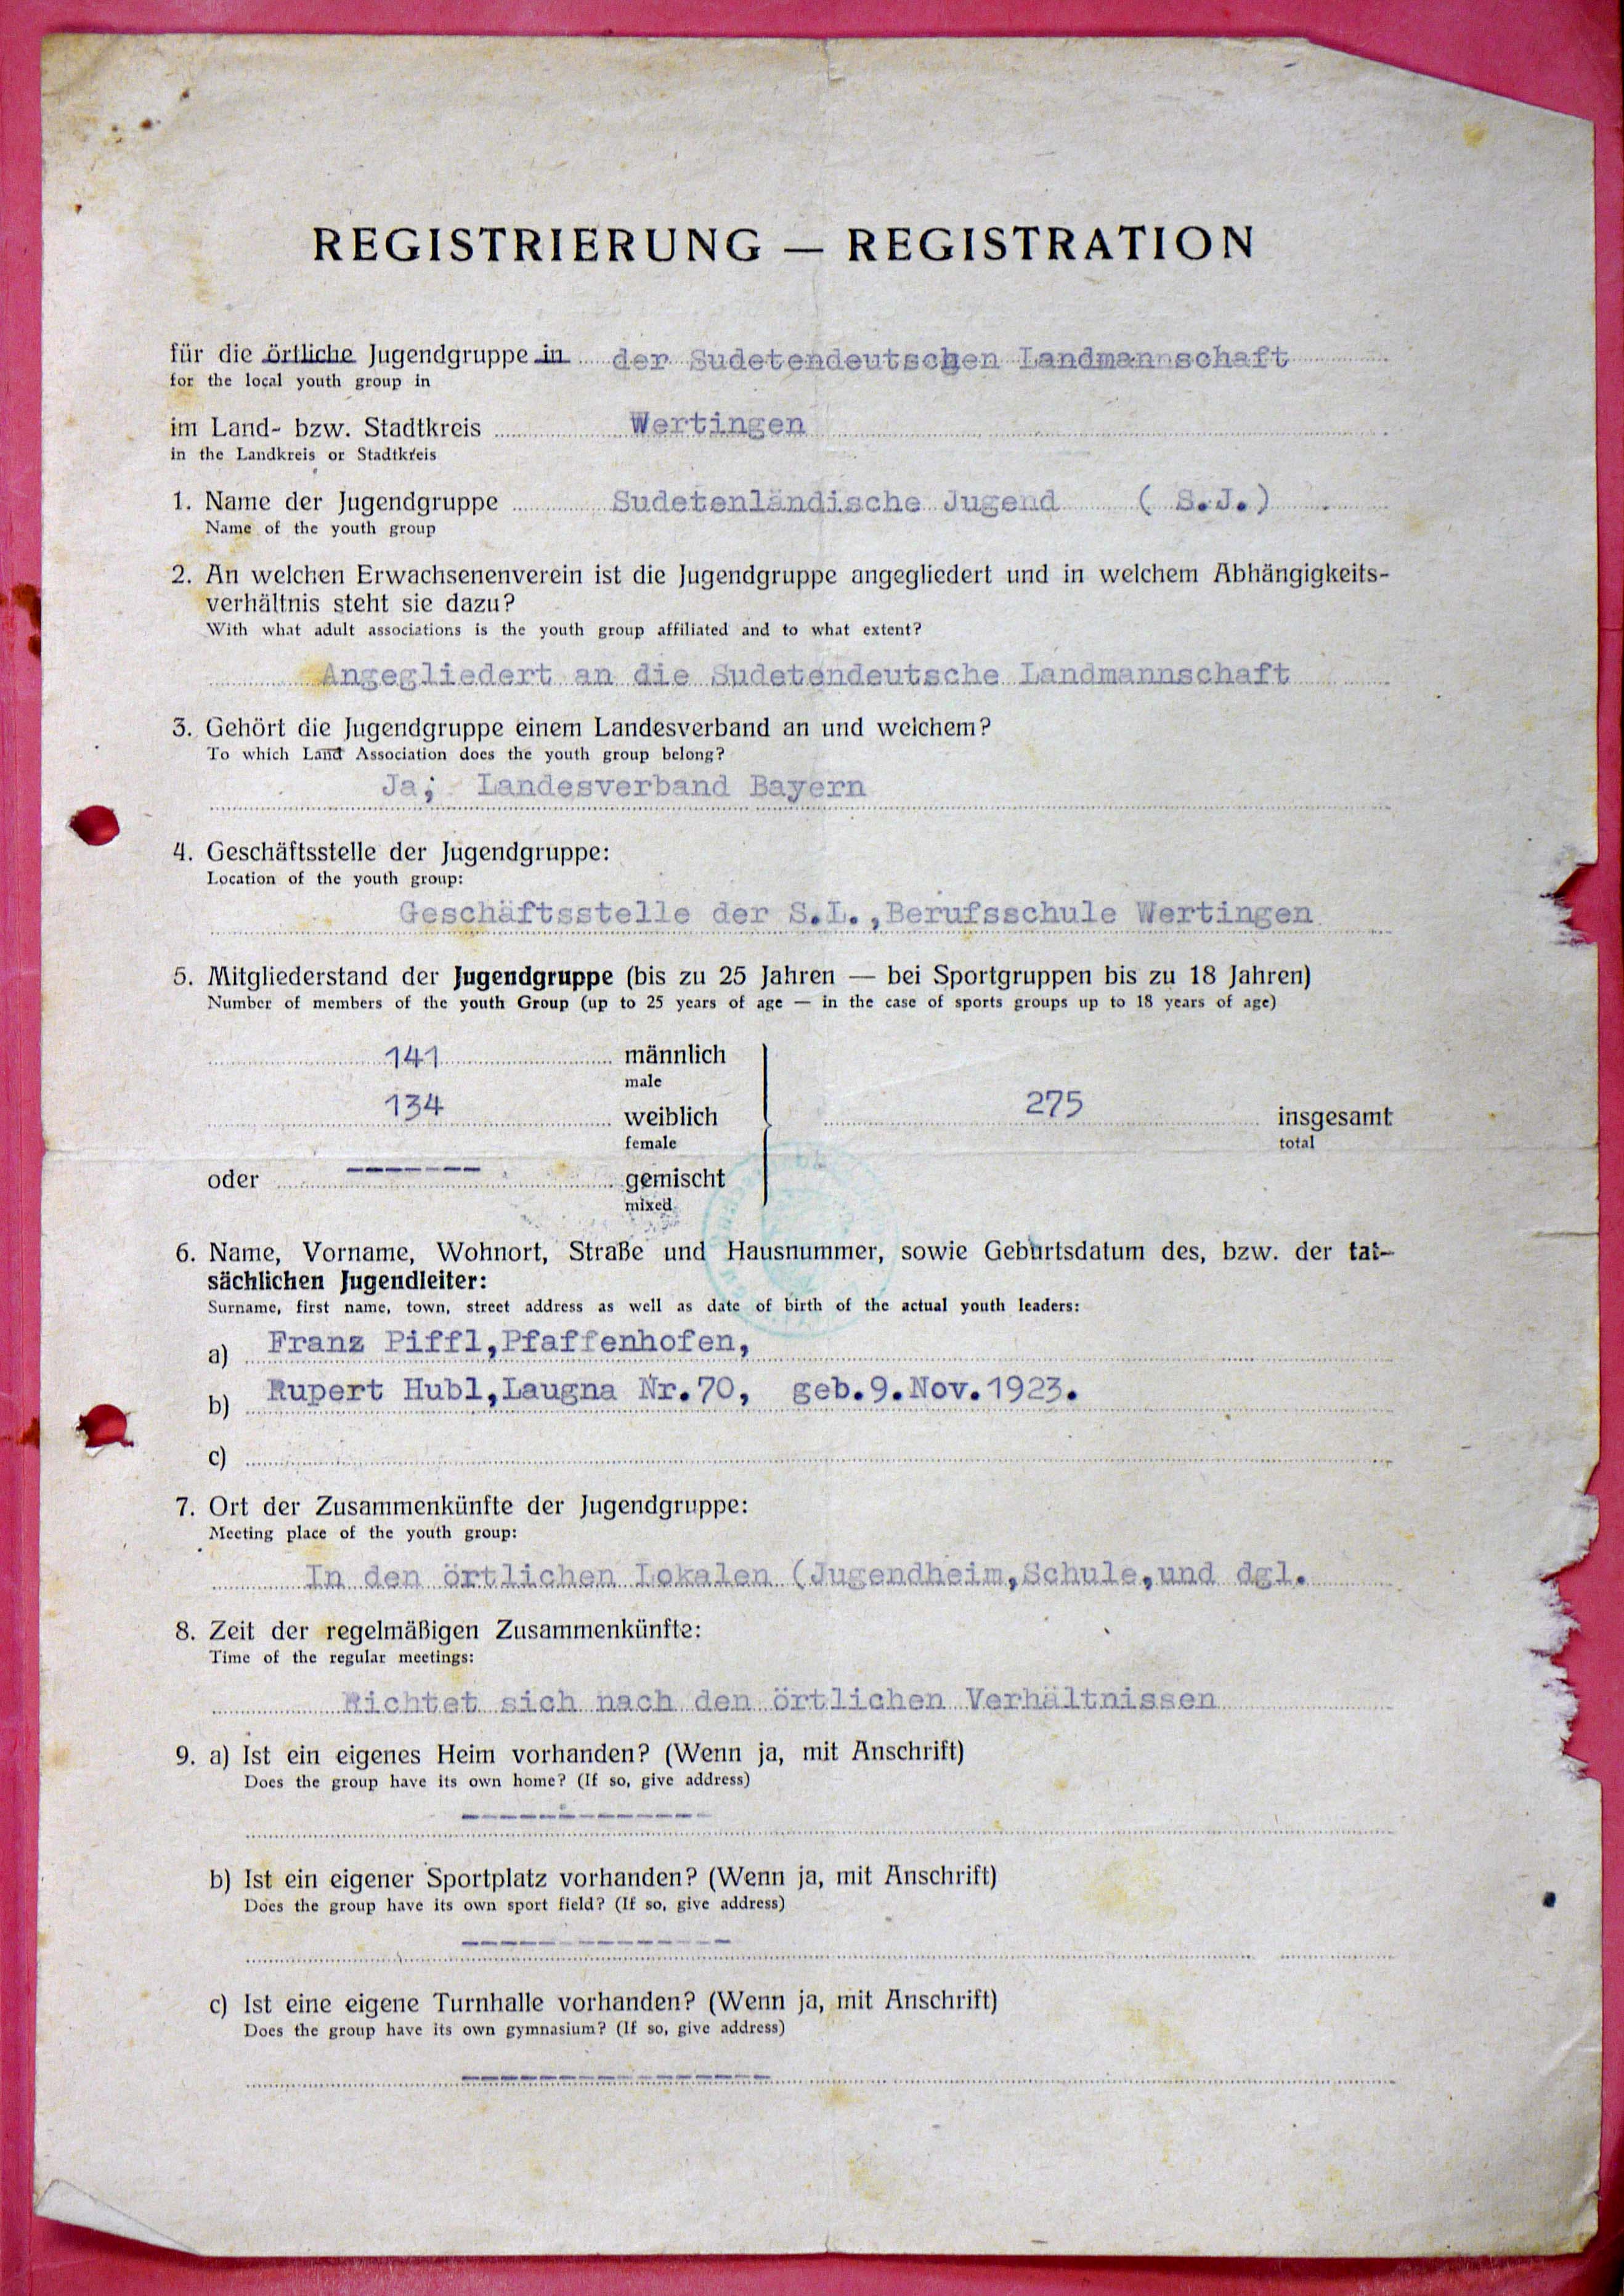 REGISTRIERUNG — REGISTRATION
für die örtliche Jugendgruppe in der Sudetendeutschen Landmannschaft
for the local youth group in
im Land- bzw. Stadtkreis Wertingen
in the Landkreis or Stadtkreis
1. Name der Jugendgruppe Sudetenländische Jugend ( S.J.)
Name of the youth group
2. An welchen Erwachsenenverein ist die Jugendgruppe angegliedert und in welchem Abhängigkeits-
verhältnis steht sie dazu?
With what adult associations is the youth group affiliated and to what extent?
Angegliedert an die Sudetendeutsche Landmannschaft
3. Gehört die Jugendgruppe einem Landesverband an und welchem?
To which Land Association does the youth group belong?
Ja; Landesverband Bayern
4. Geschäftsstelle der Jugendgruppe:
Location of the youth group:
Geschäftsstelle der S.L.,Berufsschule Wertingen
5. Mitgliederstand der Jugendgruppe (bis zu 25 Jahren — bei Sportgruppen bis zu 18 Jahren)
Number of members of the youth Group (up to 25 years of age — in the case of sports groups up to 18 years of age)
141 männlich
male
134 weiblich 275 insgesamt
female total
oder ------- gemischt
mixed
6. Name, Vorname, Wohnort, Straße und Hausnummer, sowie Geburtsdatum des, bzw. der tat-
sächlichen Jugendleiter:
Surname, first name, town, street address as well as date of birth of the actual youth leaders:
a) Franz Piffl,Pfaffenhofen,
b) Rupert Hubl,Laugna Nr.70, geb.9.Nov.1923.
c)
7. Ort der Zusammenkünfte der Jugendgruppe:
Meeting place of the youth group:
In den örtlichen Lokalen (Jugendheim,Schule,und dgl.
8. Zeit der regelmäßigen Zusammenkünfte:
Time of the regular meetings:
Richtet sich nach den örtlichen Verhältnissen
9. a) Ist ein eigenes Heim vorhanden? (Wenn ja, mit Anschrift)
Does the group have its own home? (If so, give address)
-------------
b) Ist ein eigener Sportplatz vorhanden? (Wenn ja, mit Anschrift)
Does the group have its own sport field? (If so, give address)
--------------
c) Ist eine eigene Turnhalle vorhanden? (Wenn ja, mit Anschrift)
Does the group have its own gymnasium? (If so, give address)
----------------